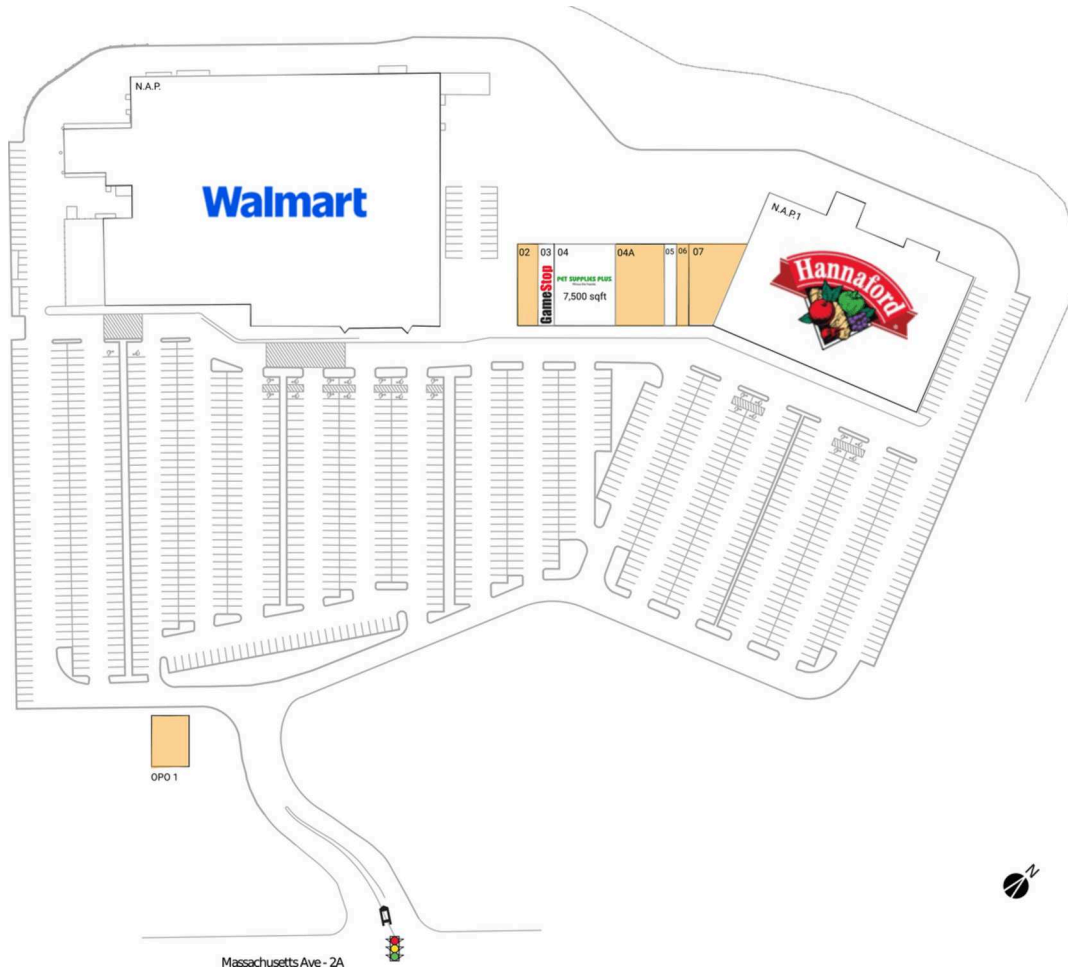 N.A.P.
Walmart
N.A.P.1
Hannaford
02
03
04
04A
05
06
07
GameStop
PET SUPPLIES PLUS
7,500 sqft
OPO 1
N
Massachusetts Ave - 2A